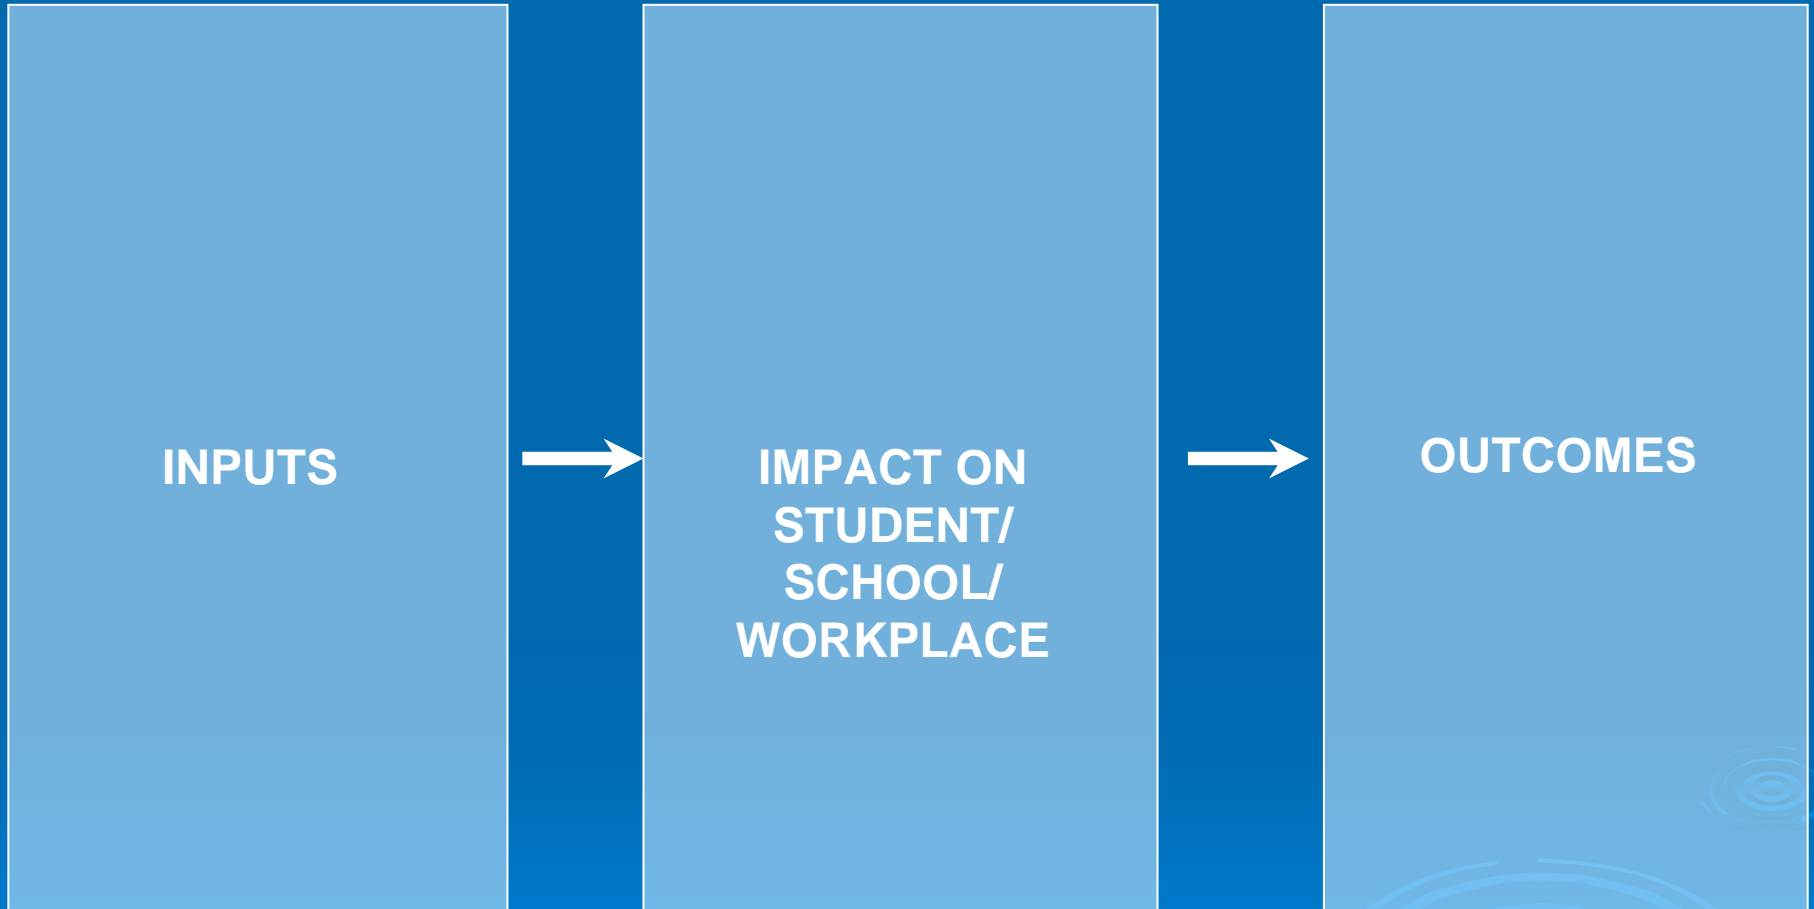 INPUTS
IMPACT ON
STUDENT/
SCHOOL/
WORKPLACE
OUTCOMES